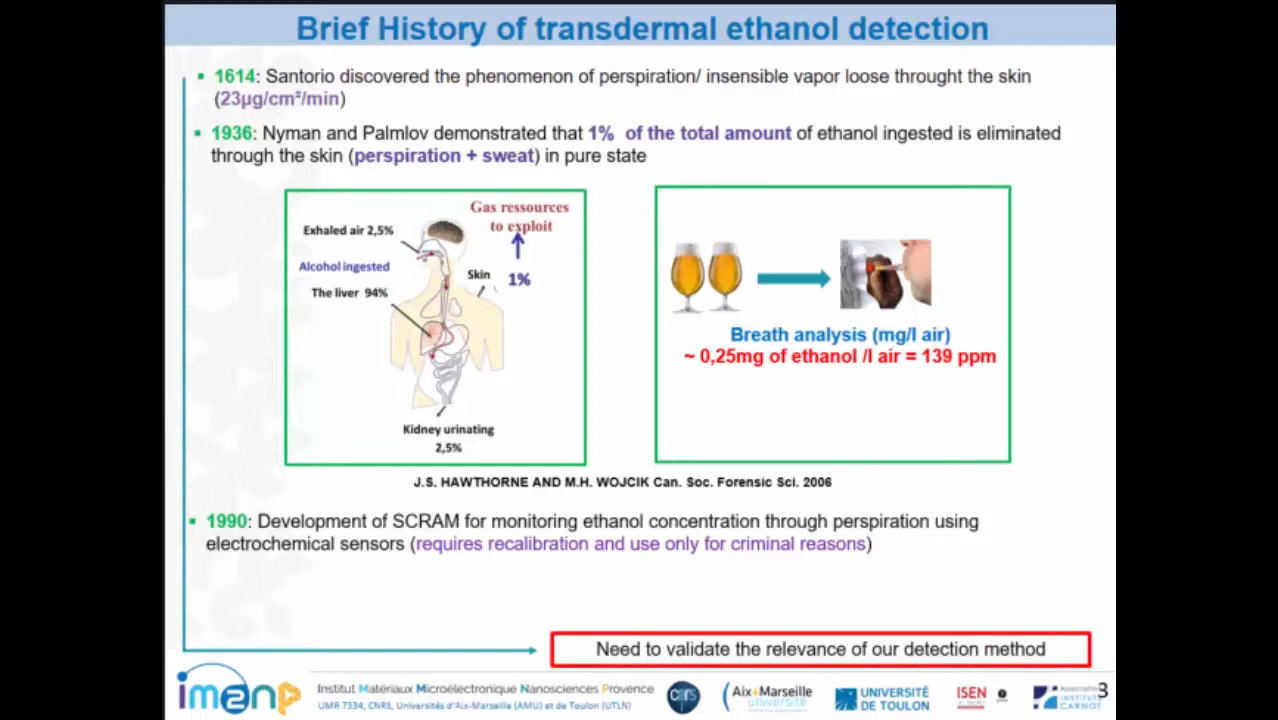 Brief History of transdermal ethanol detection
1614: Santorio discovered the phenomenon of perspiration/ insensible vapor loose throught the skin
(23µg/cm²/min)
1936: Nyman and Palmlov demonstrated that 1% of the total amount of ethanol ingested is eliminated
through the skin (perspiration + sweat) in pure state
Gas ressources
to exploit
Exhaled air 2,5%
Alcohol ingested
Skin
1%
The liver 94%
Kidney urinating
2,5%
Breath analysis (mg/l air)
~ 0,25mg of ethanol /l air = 139 ppm
J.S. HAWTHORNE AND M.H. WOJCIK Can. Soc. Forensic Sci. 2006
1990: Development of SCRAM for monitoring ethanol concentration through perspiration using
electrochemical sensors (requires recalibration and use only for criminal reasons)
Need to validate the relevance of our detection method
im2np
Institut Matériaux Microélectronique Nanosciences Provence
UMR 7334, CNRS, Universités d'Aix-Marseille (AMU) et de Toulon (UTLN)
cnrs
Aix+Marseille
université
UNIVERSITÉ
DE TOULON
ISEN
INSTITUT
CARNOT
3